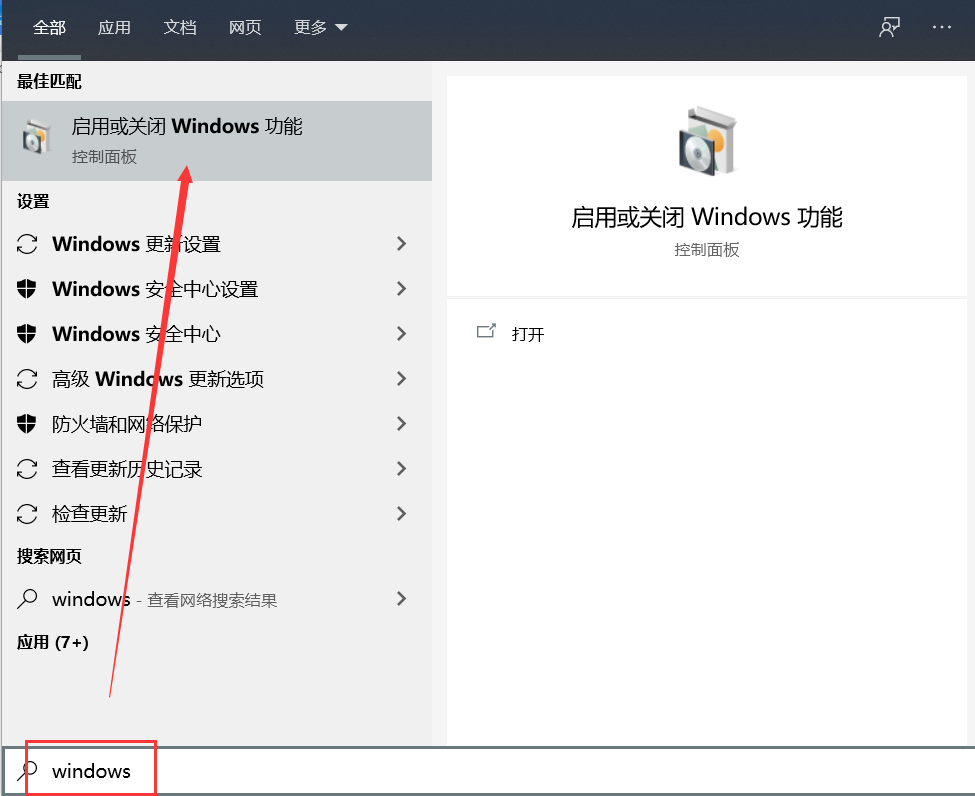 全部 应用 文档 网页 更多
最佳匹配
启用或关闭 Windows 功能
控制面板
设置
Windows 更新设置
Windows 安全中心设置
Windows 安全中心
高级 Windows 更新选项
防火墙和网络保护
查看更新历史记录
检查更新
搜索网页
windows - 查看网络搜索结果
应用 (7+)
启用或关闭 Windows 功能
控制面板
打开
windows